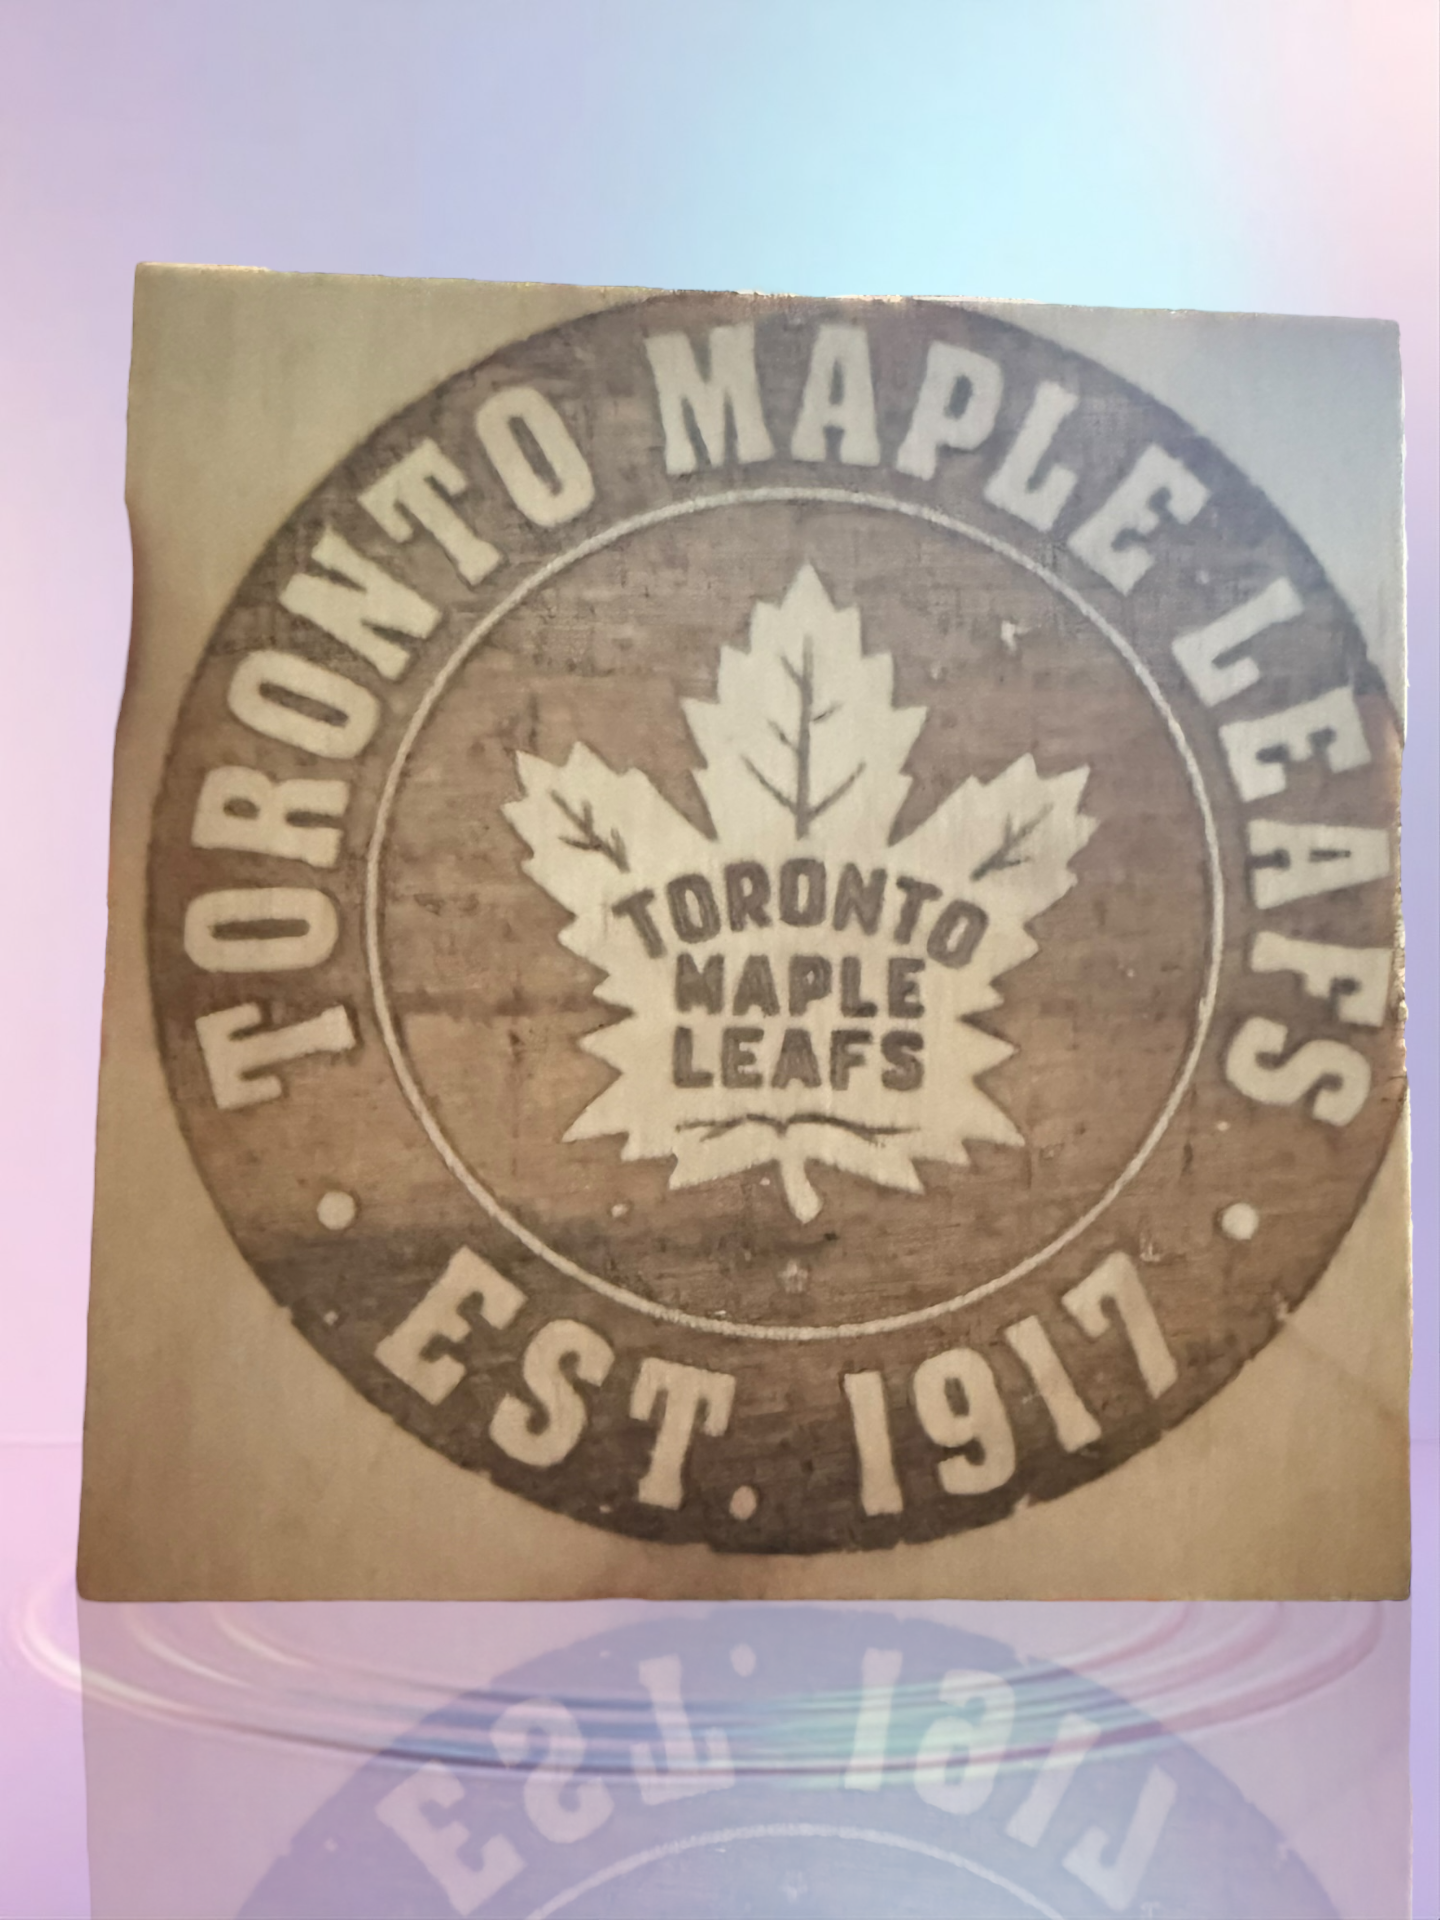 TORONTO MAPLE LEAFS
TORONTO
MAPLE
LEAFS
EST. 1917